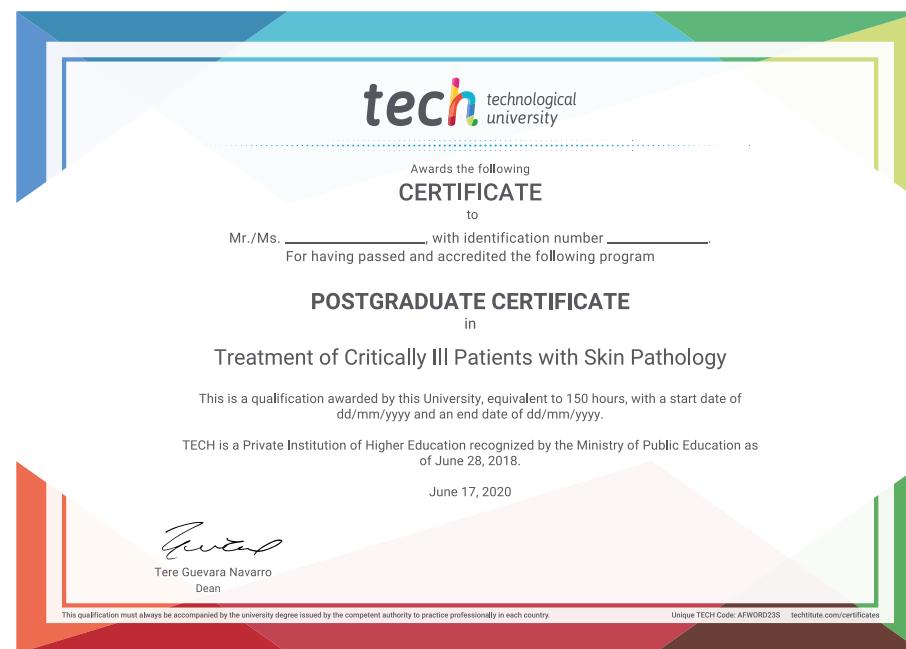 tech technological
university
Awards the following
CERTIFICATE
to
Mr./Ms. ____________________, with identification number ______________.
For having passed and accredited the following program
POSTGRADUATE CERTIFICATE
in
Treatment of Critically Ill Patients with Skin Pathology
This is a qualification awarded by this University, equivalent to 150 hours, with a start date of
dd/mm/yyyy and an end date of dd/mm/yyyy.
TECH is a Private Institution of Higher Education recognized by the Ministry of Public Education as
of June 28, 2018.
June 17, 2020
Tere Guevara Navarro
Dean
This qualification must always be accompanied by the university degree issued by the competent authority to practice professionally in each country.
Unique TECH Code: AFWORD23S techtitute.com/certificates